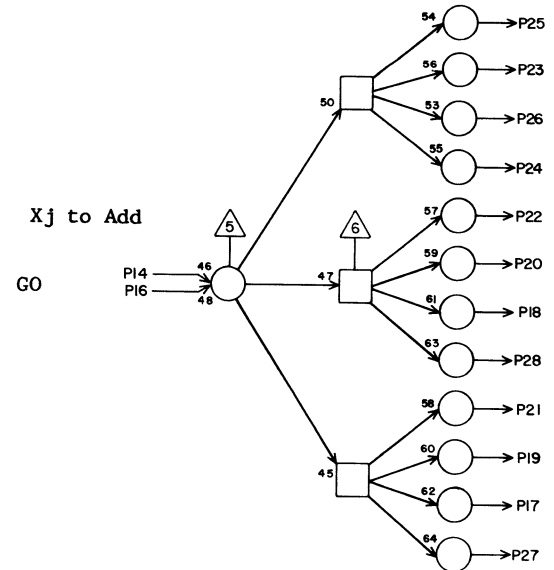 54 P25
56 P23
50 53 P26
55 P24
Xj to Add 5 6 57 P22
P14 46 47 59 P20
GO P16 48 61 P18
63 P28
58 P21
60 P19
45 62 P17
64 P27